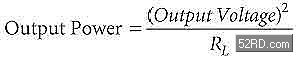 Output Power = (Output Voltage)² / R_L
52RD.com